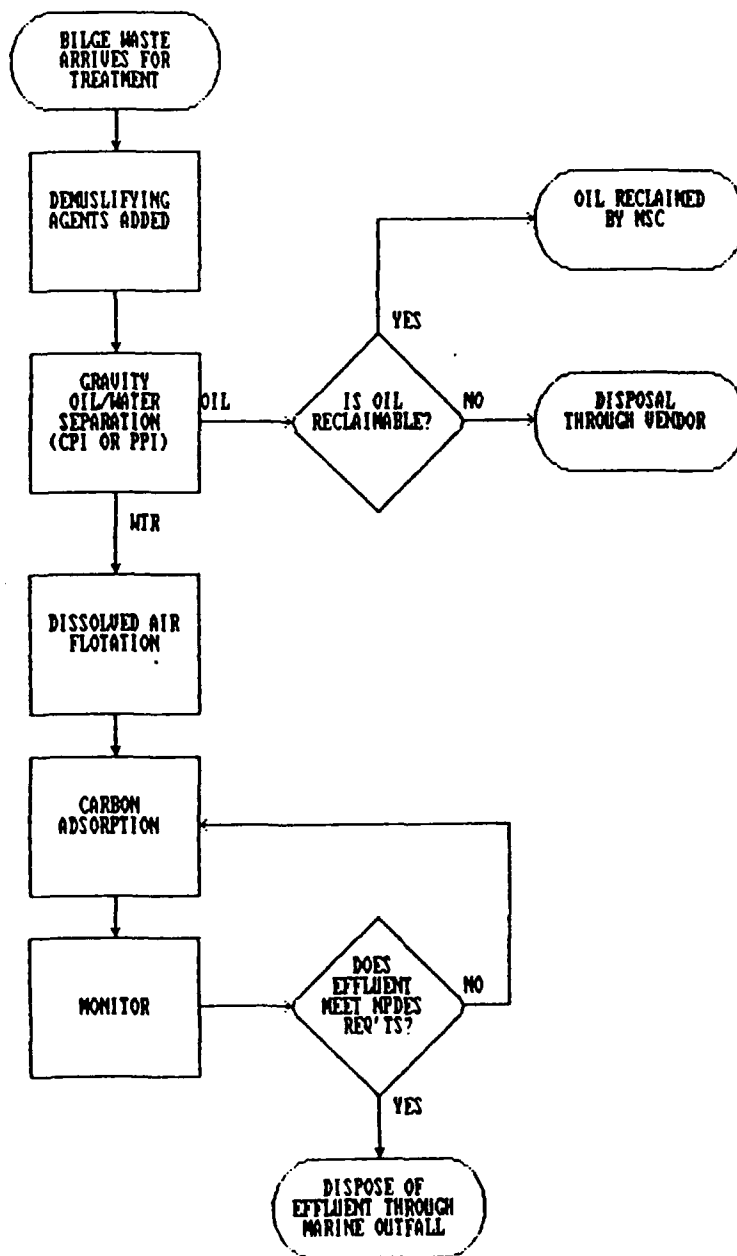 BILGE WASTE
ARRIVES FOR
TREATMENT
DEMUSLIFYING
AGENTS ADDED
OIL RECLAIMED
BY MSC
YES
GRAVITY
OIL/WATER
SEPARATION
(CPI OR PPI)
OIL
IS OIL
RECLAIMABLE?
NO
DISPOSAL
THROUGH VENDOR
WTR
DISSOLVED AIR
FLOTATION
CARBON
ADSORPTION
MONITOR
DOES
EFFLUENT
MEET NPDES
REQ'TS?
NO
YES
DISPOSE OF
EFFLUENT THROUGH
MARINE OUTFALL